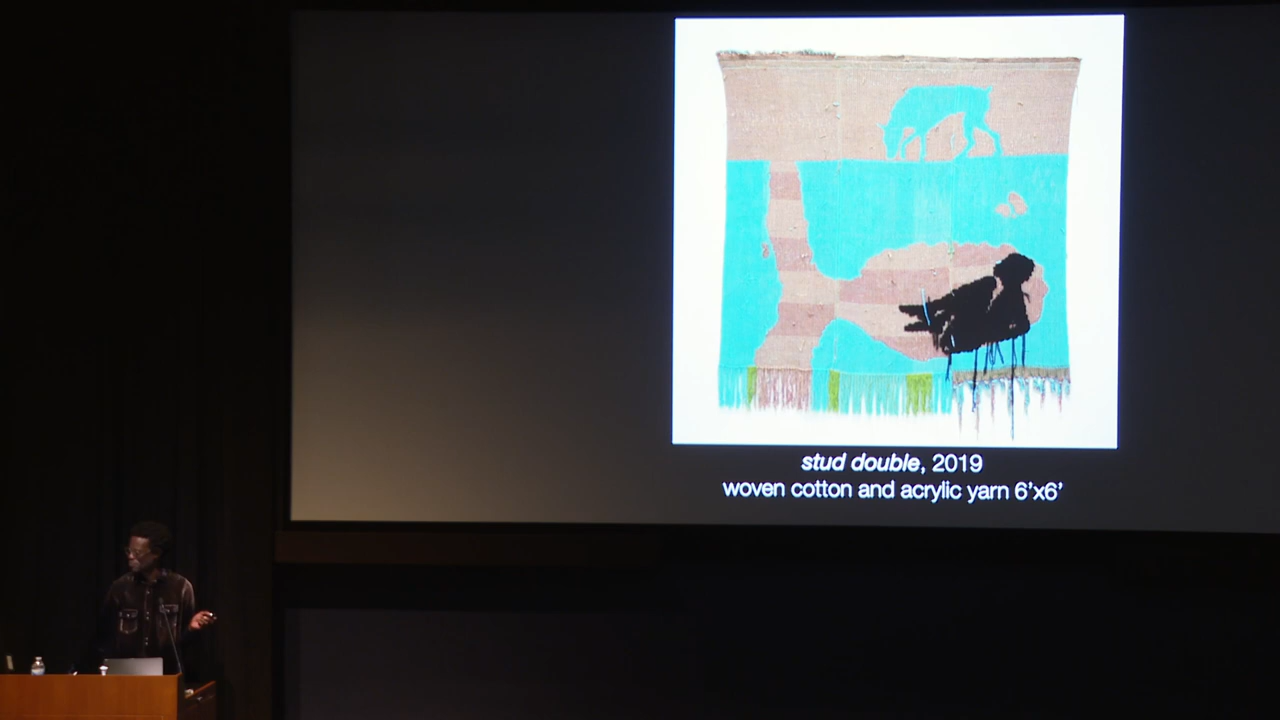 stud double, 2019
woven cotton and acrylic yarn 6’x6’